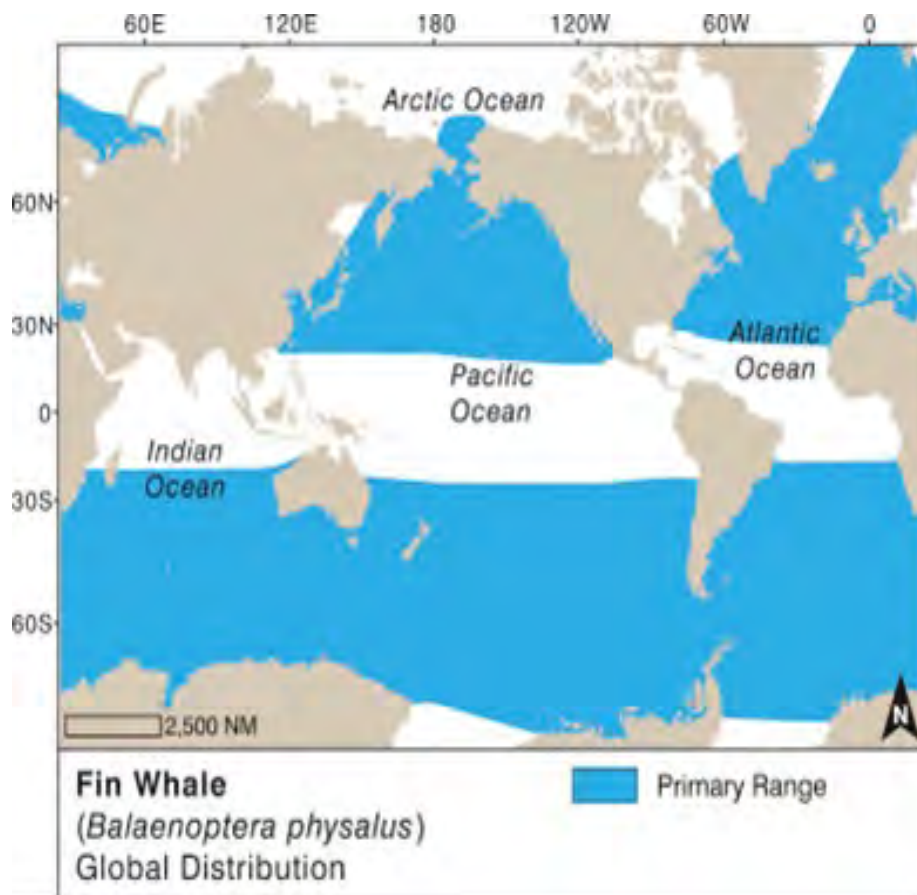 60E 120E 180 120W 60W 0
Arctic Ocean
60N
30N
Atlantic
Ocean
Pacific
Ocean
0
Indian
Ocean
30S
60S
2,500 NM
N
Fin Whale
(Balaenoptera physalus)
Global Distribution
Primary Range